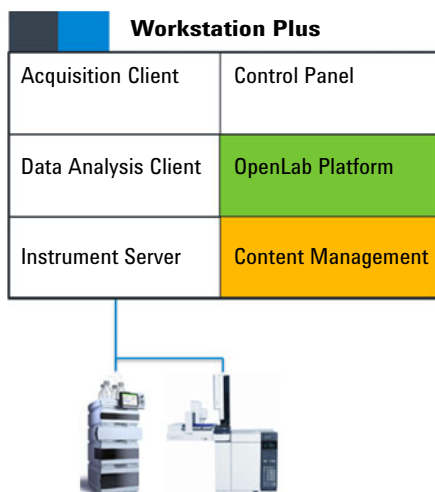 Workstation Plus
Acquisition Client
Control Panel
Data Analysis Client
OpenLab Platform
Instrument Server
Content Management